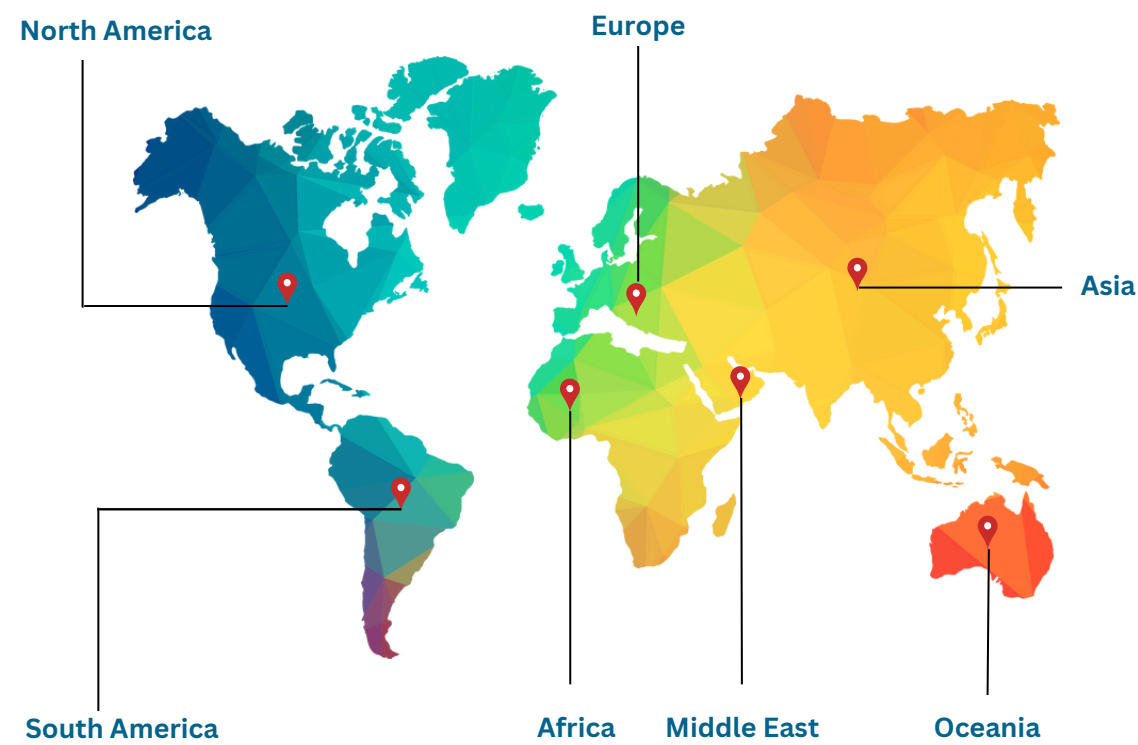 North America
Europe
Asia
South America
Africa
Middle East
Oceania